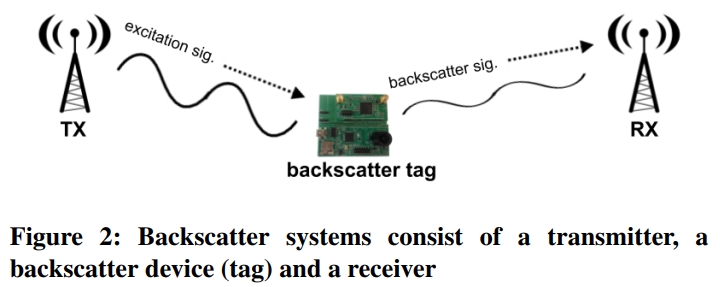 excitation sig.
backscatter sig.
TX
RX
backscatter tag
Figure 2: Backscatter systems consist of a transmitter, a
backscatter device (tag) and a receiver